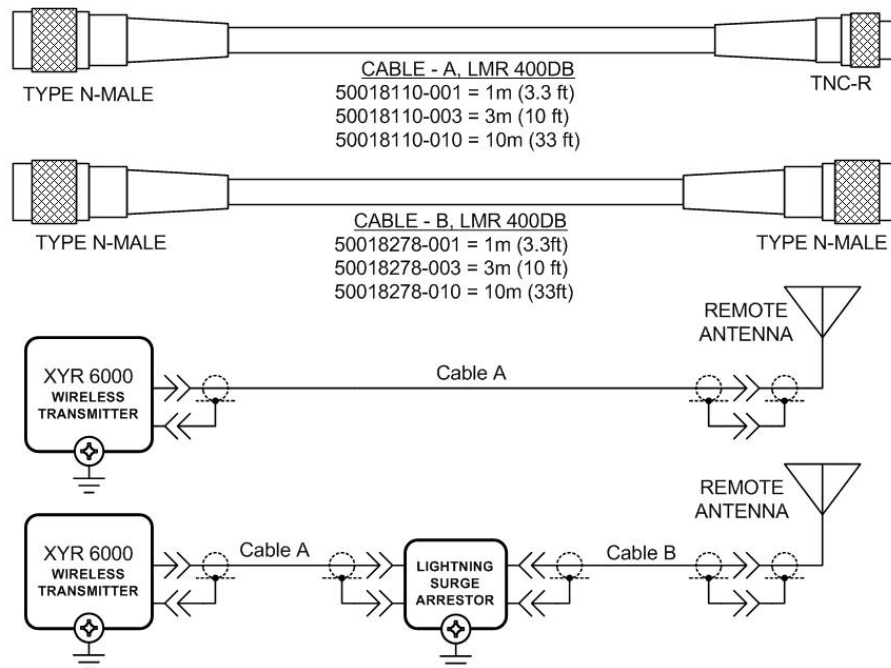 CABLE - A, LMR 400DB
TYPE N-MALE
TNC-R
50018110-001 = 1m (3.3 ft)
50018110-003 = 3m (10 ft)
50018110-010 = 10m (33 ft)
CABLE - B, LMR 400DB
TYPE N-MALE
TYPE N-MALE
50018278-001 = 1m (3.3ft)
50018278-003 = 3m (10 ft)
50018278-010 = 10m (33ft)
REMOTE
ANTENNA
XYR 6000
WIRELESS
TRANSMITTER
Cable A
REMOTE
ANTENNA
XYR 6000
WIRELESS
TRANSMITTER
Cable A
LIGHTNING
SURGE
ARRESTOR
Cable B